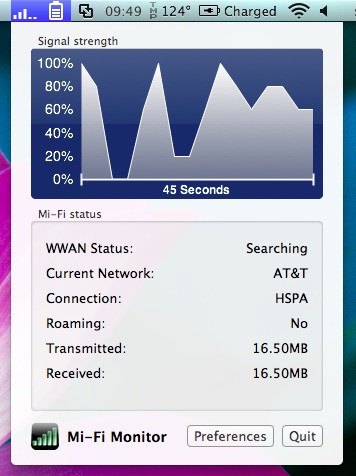 09:49 TMP 124° Charged
Signal strength
100%
80%
60%
40%
20%
0%
45 Seconds
Mi-Fi status
WWAN Status: Searching
Current Network: AT&T
Connection: HSPA
Roaming: No
Transmitted: 16.50MB
Received: 16.50MB
Mi-Fi Monitor Preferences Quit